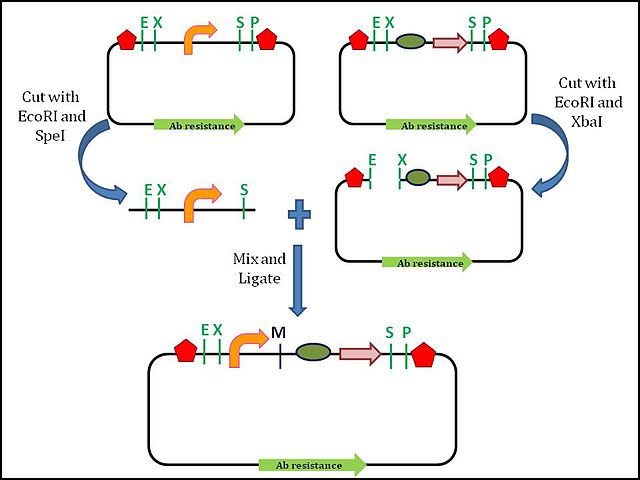 E X S P
E X S P
Cut with
EcoRI and
SpeI
Ab resistance
Ab resistance
Cut with
EcoRI and
XbaI
E X S
E X S P
Ab resistance
Mix and
Ligate
E X M S P
Ab resistance